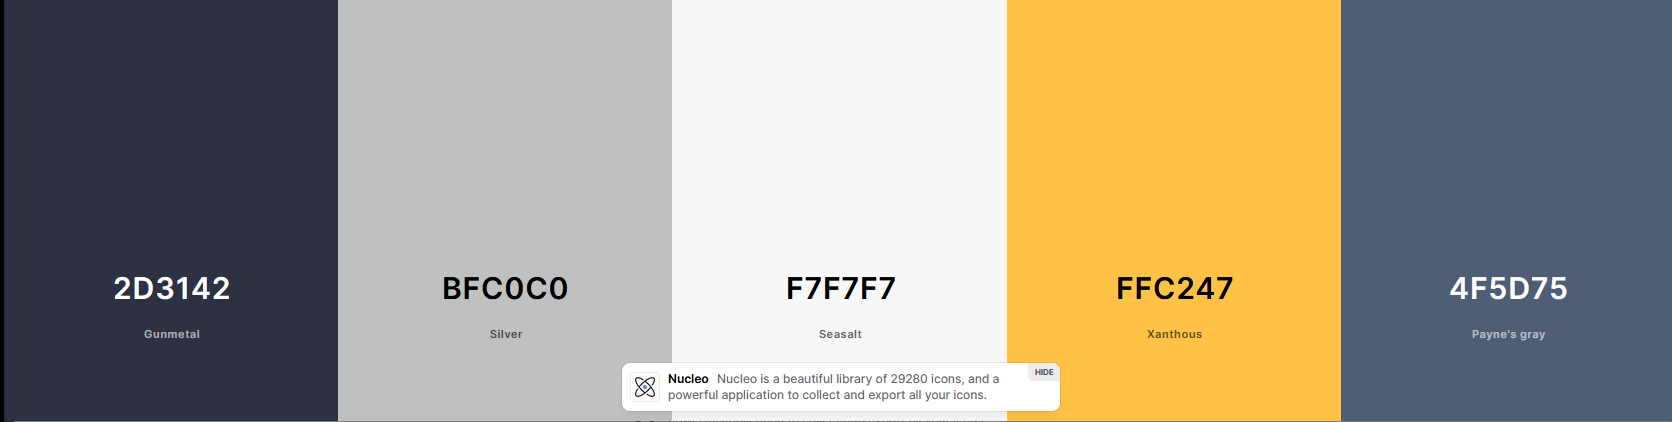 2D3142
Gunmetal
BFC0C0
Silver
F7F7F7
Seasalt
FFC247
Xanthous
4F5D75
Payne's gray
Nucleo Nucleo is a beautiful library of 29280 icons, and a
powerful application to collect and export all your icons.
HIDE